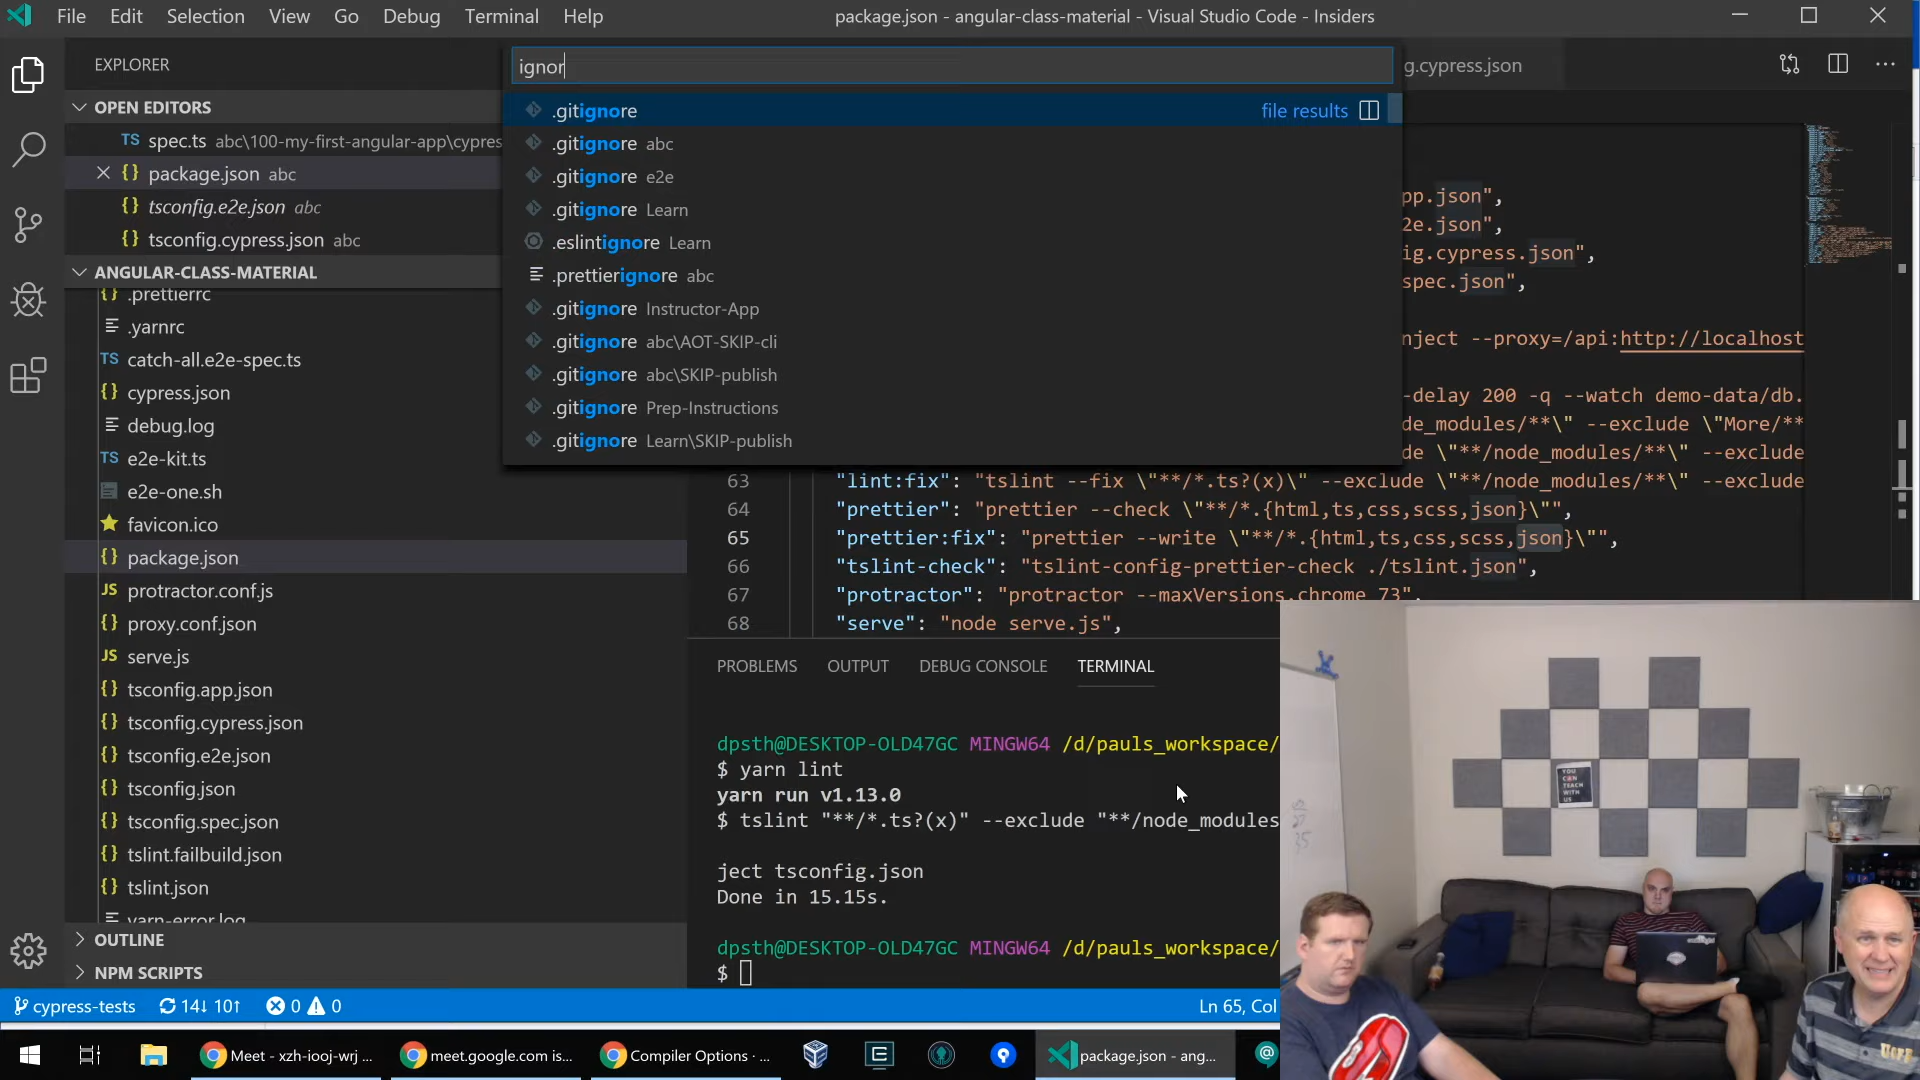 File Edit Selection View Go Debug Terminal Help
package.json - angular-class-material - Visual Studio Code - Insiders
EXPLORER
OPEN EDITORS
TS spec.ts abc\100-my-first-angular-app\cypres
{} package.json abc
{} tsconfig.e2e.json abc
{} tsconfig.cypress.json abc
ANGULAR-CLASS-MATERIAL
{} .prettierrc
.yarnrc
TS catch-all.e2e-spec.ts
{} cypress.json
debug.log
TS e2e-kit.ts
e2e-one.sh
favicon.ico
{} package.json
JS protractor.conf.js
{} proxy.conf.json
JS serve.js
{} tsconfig.app.json
{} tsconfig.cypress.json
{} tsconfig.e2e.json
{} tsconfig.json
{} tsconfig.spec.json
{} tslint.failbuild.json
{} tslint.json
yarn-error.log
OUTLINE
NPM SCRIPTS
ignor
.gitignore file results
.gitignore abc
.gitignore e2e
.gitignore Learn
.eslintignore Learn
.prettierignore abc
.gitignore Instructor-App
.gitignore abc\AOT-SKIP-cli
.gitignore abc\SKIP-publish
.gitignore Prep-Instructions
.gitignore Learn\SKIP-publish
g.cypress.json
pp.json",
2e.json",
ig.cypress.json",
spec.json",
nject --proxy=/api:http://localhost
-delay 200 -q --watch demo-data/db.
de_modules/**\" --exclude \"More/**
e \"**/node_modules/**\" --exclude
63 "lint:fix": "tslint --fix \"**/*.ts?(x)\" --exclude \"**/node_modules/**\" --exclude
64 "prettier": "prettier --check \"**/*.{html,ts,css,scss,json}\"",
65 "prettier:fix": "prettier --write \"**/*.{html,ts,css,scss,json}\"",
66 "tslint-check": "tslint-config-prettier-check ./tslint.json",
67 "protractor": "protractor --maxVersions.chrome 73",
68 "serve": "node serve.js",
PROBLEMS OUTPUT DEBUG CONSOLE TERMINAL
dpsth@DESKTOP-OLD47GC MINGW64 /d/pauls_workspace/
$ yarn lint
yarn run v1.13.0
$ tslint "**/*.ts?(x)" --exclude "**/node_modules
ject tsconfig.json
Done in 15.15s.
dpsth@DESKTOP-OLD47GC MINGW64 /d/pauls_workspace/
$
YOU CAN TEACH WITH US
cypress-tests 14↓ 10↑ 0 0
Ln 65, Col
Meet - xzh-iooj-wrj ...
meet.google.com is...
Compiler Options · ...
package.json - ang...